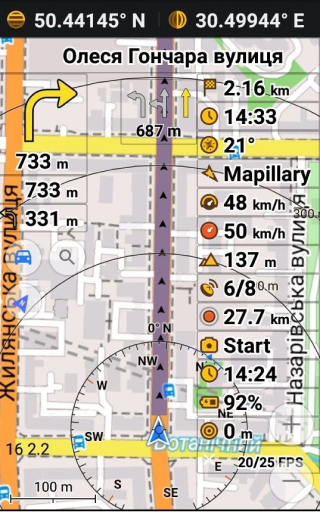 50.44145° N
30.49944° E
Олеся Гончара вулиця
2.16 km
687 m
14:33
733 m
21°
Mapillary
733 m
48 km/h
331 m
300
50 km/h
137 m
6/8 0 m
27.7 km
0° N
Start
NW
N
14:24
W
92%
NE
SW
0 m
Ботанічний
16 2.2
E
20/25 FPS
100 m
S
SE
Жилянська вулиця
Назарівська вулиця